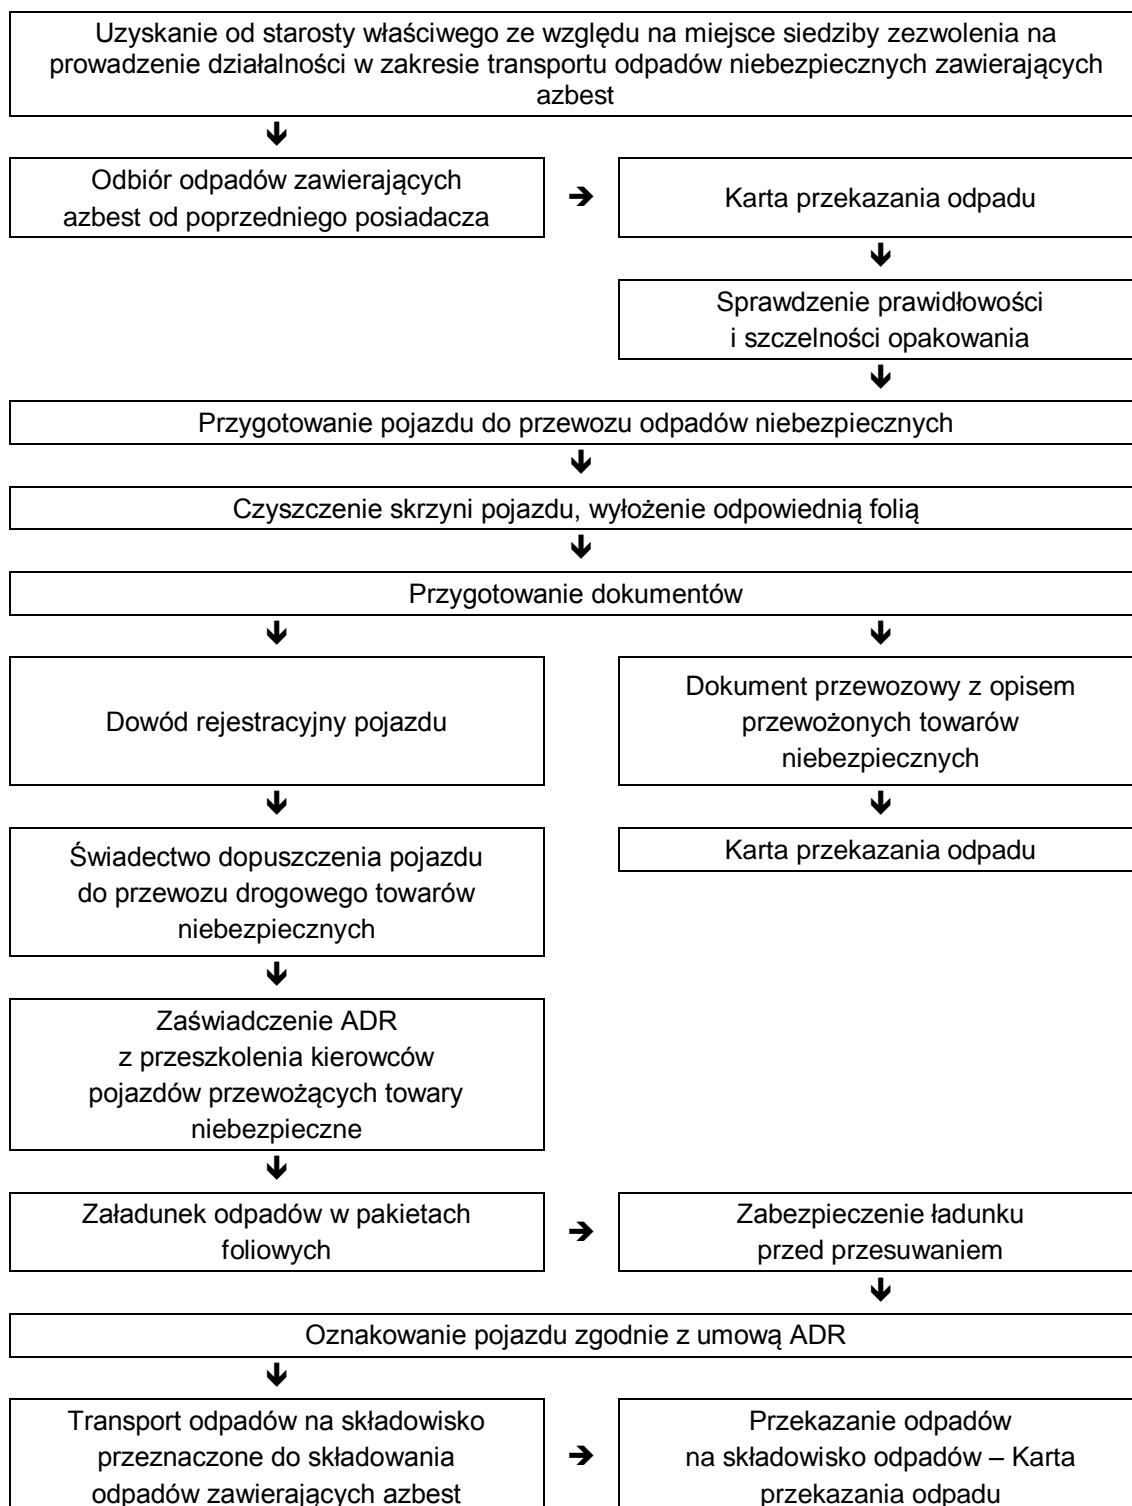 Uzyskanie od starosty właściwego ze względu na miejsce siedziby zezwolenia na
prowadzenie działalności w zakresie transportu odpadów niebezpiecznych zawierających
azbest
Odbiór odpadów zawierających
azbest od poprzedniego posiadacza
Karta przekazania odpadu
Sprawdzenie prawidłowości
i szczelności opakowania
Przygotowanie pojazdu do przewozu odpadów niebezpiecznych
Czyszczenie skrzyni pojazdu, wyłożenie odpowiednią folią
Przygotowanie dokumentów
Dowód rejestracyjny pojazdu
Dokument przewozowy z opisem
przewożonych towarów
niebezpiecznych
Świadectwo dopuszczenia pojazdu
do przewozu drogowego towarów
niebezpiecznych
Karta przekazania odpadu
Zaświadczenie ADR
z przeszkolenia kierowców
pojazdów przewożących towary
niebezpieczne
Załadunek odpadów w pakietach
foliowych
Zabezpieczenie ładunku
przed przesuwaniem
Oznakowanie pojazdu zgodnie z umową ADR
Transport odpadów na składowisko
przeznaczone do składowania
odpadów zawierających azbest
Przekazanie odpadów
na składowisko odpadów – Karta
przekazania odpadu